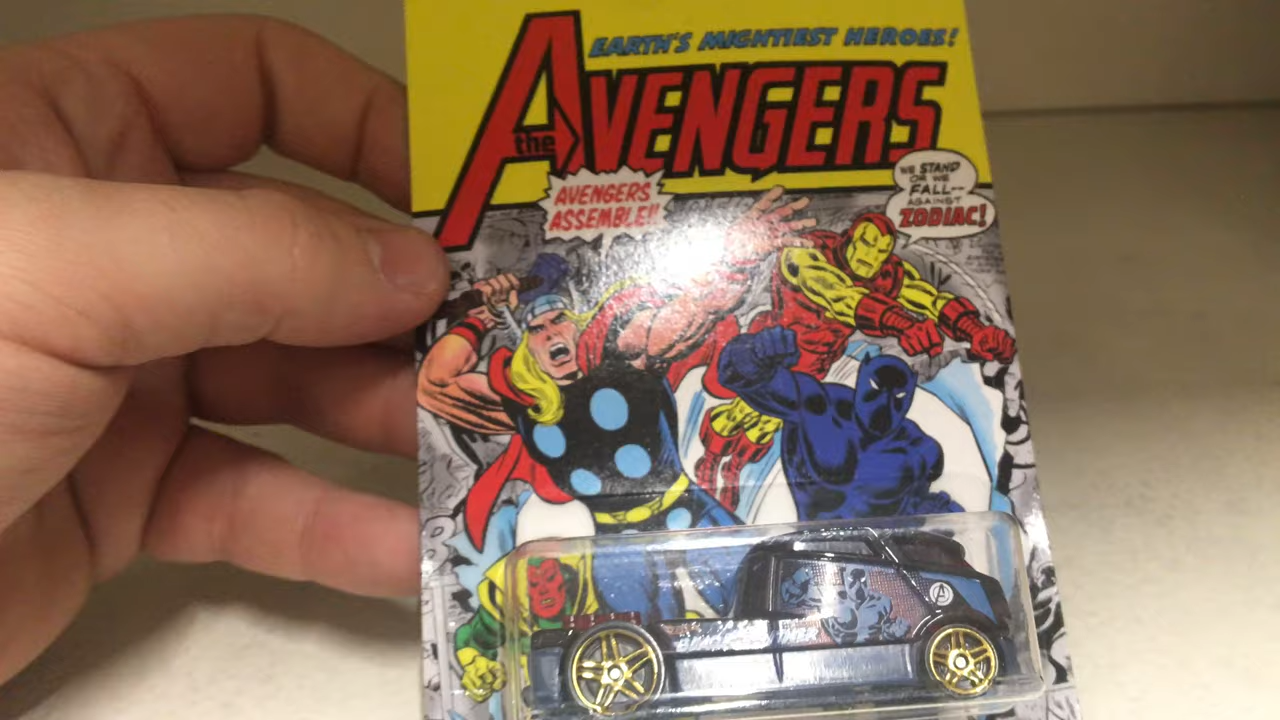 EARTH'S MIGHTIEST HEROES!
the AVENGERS
AVENGERS
ASSEMBLE!!
WE STAND
OR WE
FALL--
AGAINST
ZODIAC!
A